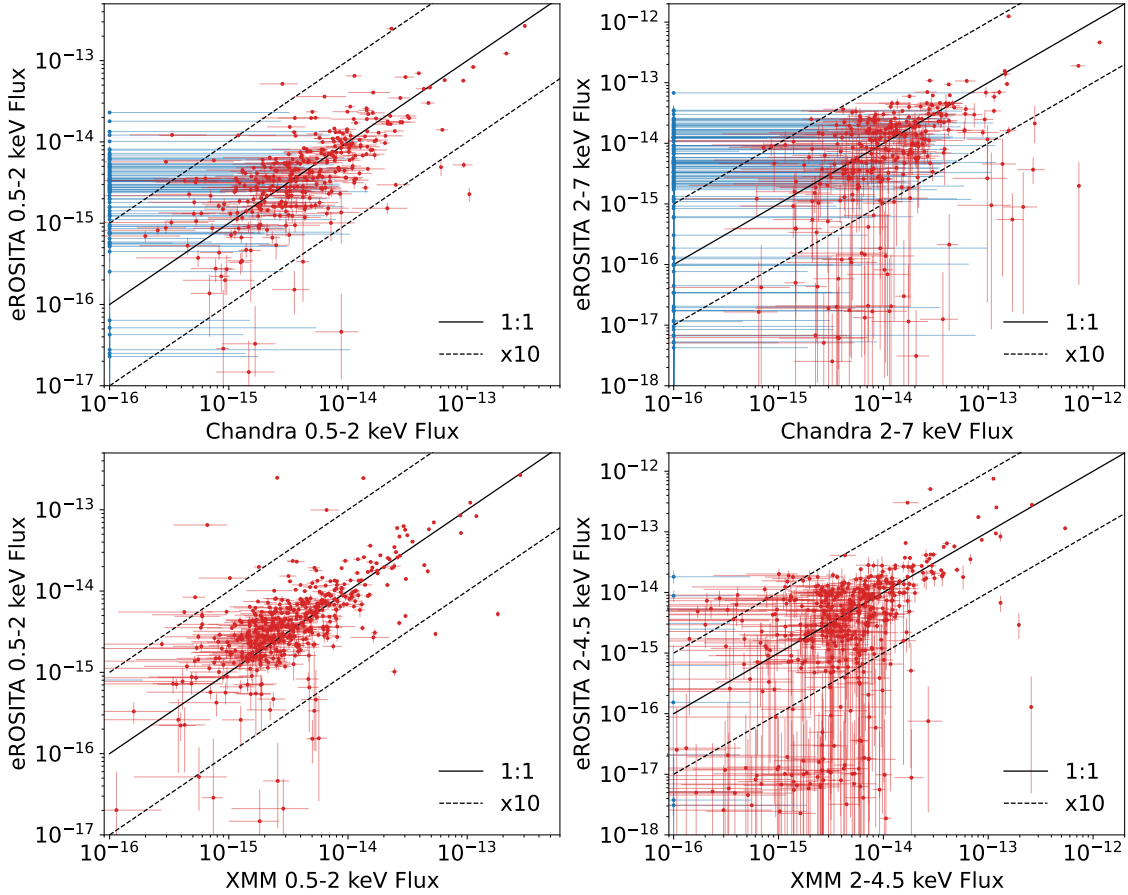 eROSITA 0.5-2 keV Flux
10⁻¹³
10⁻¹⁴
10⁻¹⁵
10⁻¹⁶
10⁻¹⁷
1:1
x10
10⁻¹⁶ 10⁻¹⁵ 10⁻¹⁴ 10⁻¹³
Chandra 0.5-2 keV Flux
eROSITA 2-7 keV Flux
10⁻¹²
10⁻¹³
10⁻¹⁴
10⁻¹⁵
10⁻¹⁶
10⁻¹⁷
10⁻¹⁸
1:1
x10
10⁻¹⁶ 10⁻¹⁵ 10⁻¹⁴ 10⁻¹³ 10⁻¹²
Chandra 2-7 keV Flux
eROSITA 0.5-2 keV Flux
10⁻¹³
10⁻¹⁴
10⁻¹⁵
10⁻¹⁶
10⁻¹⁷
1:1
x10
10⁻¹⁶ 10⁻¹⁵ 10⁻¹⁴ 10⁻¹³
XMM 0.5-2 keV Flux
eROSITA 2-4.5 keV Flux
10⁻¹²
10⁻¹³
10⁻¹⁴
10⁻¹⁵
10⁻¹⁶
10⁻¹⁷
10⁻¹⁸
1:1
x10
10⁻¹⁶ 10⁻¹⁵ 10⁻¹⁴ 10⁻¹³ 10⁻¹²
XMM 2-4.5 keV Flux